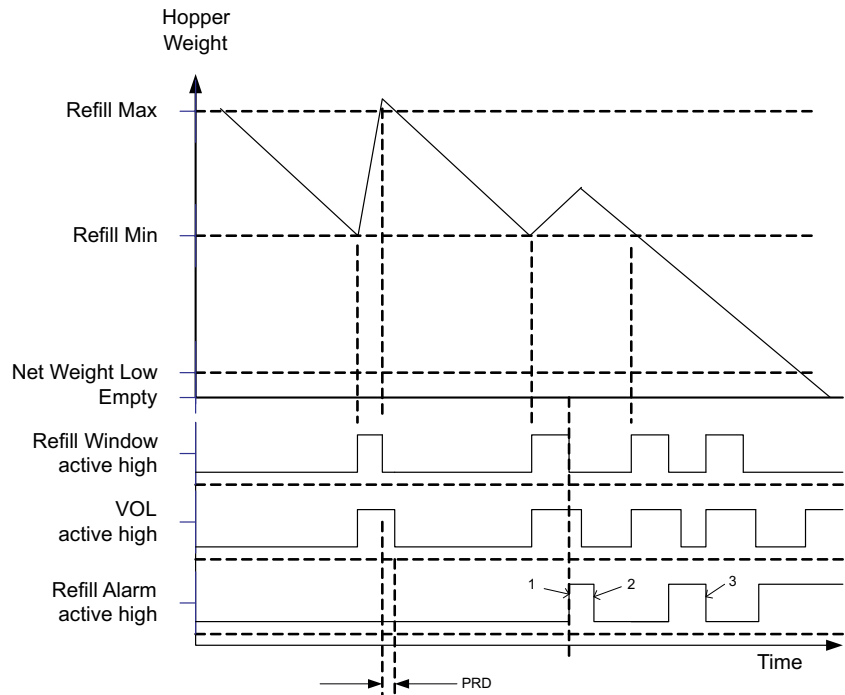 Hopper
Weight
Refill Max
Refill Min
Net Weight Low
Empty
Refill Window
active high
VOL
active high
Refill Alarm
active high
1
2
3
Time
PRD